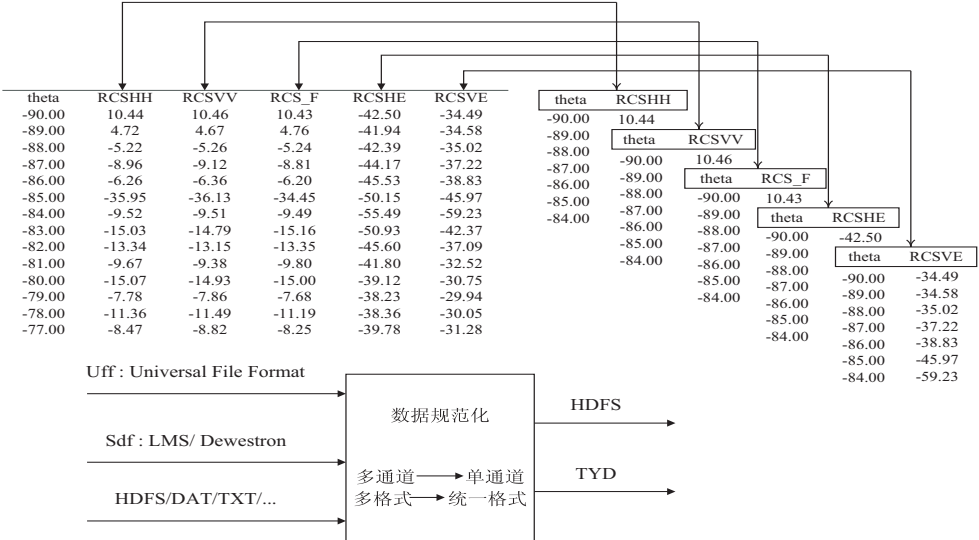 theta RCSHH RCSVV RCS_F RCSHE RCSVE
-90.00 10.44 10.46 10.43 -42.50 -34.49
-89.00 4.72 4.67 4.76 -41.94 -34.58
-88.00 -5.22 -5.26 -5.24 -42.39 -35.02
-87.00 -8.96 -9.12 -8.81 -44.17 -37.22
-86.00 -6.26 -6.36 -6.20 -45.53 -38.83
-85.00 -35.95 -36.13 -34.45 -50.15 -45.97
-84.00 -9.52 -9.51 -9.49 -55.49 -59.23
-83.00 -15.03 -14.79 -15.16 -50.93 -42.37
-82.00 -13.34 -13.15 -13.35 -45.60 -37.09
-81.00 -9.67 -9.38 -9.80 -41.80 -32.52
-80.00 -15.07 -14.93 -15.00 -39.12 -30.75
-79.00 -7.78 -7.86 -7.68 -38.23 -29.94
-78.00 -11.36 -11.49 -11.19 -38.36 -30.05
-77.00 -8.47 -8.82 -8.25 -39.78 -31.28
theta RCSHH
-90.00 10.44
-89.00
-88.00
-87.00
-86.00
-85.00
-84.00
theta RCSVV
-90.00 10.46
-89.00
-88.00
-87.00
-86.00
-85.00
-84.00
theta RCS_F
-90.00 10.43
-89.00
-88.00
-87.00
-86.00
-85.00
-84.00
theta RCSHE
-90.00 -42.50
-89.00
-88.00
-87.00
-86.00
-85.00
-84.00
theta RCSVE
-90.00 -34.49
-89.00 -34.58
-88.00 -35.02
-87.00 -37.22
-86.00 -38.83
-85.00 -45.97
-84.00 -59.23
Uff : Universal File Format
Sdf : LMS/ Dewestron
HDFS/DAT/TXT/...
数据规范化
多通道 单通道
多格式 统一格式
HDFS
TYD